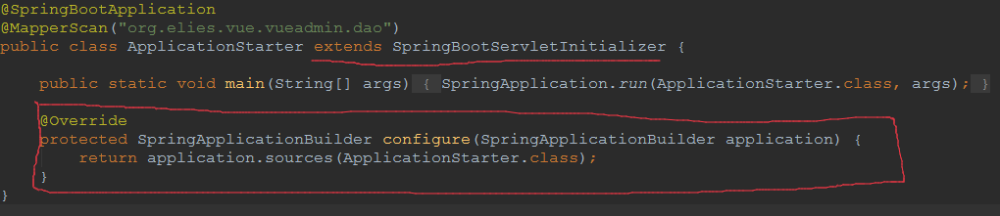 @SpringBootApplication
@MapperScan("org.elies.vue.vueadmin.dao")
public class ApplicationStarter extends SpringBootServletInitializer {
public static void main(String[] args) { SpringApplication.run(ApplicationStarter.class, args); }
@Override
protected SpringApplicationBuilder configure(SpringApplicationBuilder application) {
return application.sources(ApplicationStarter.class);
}
}